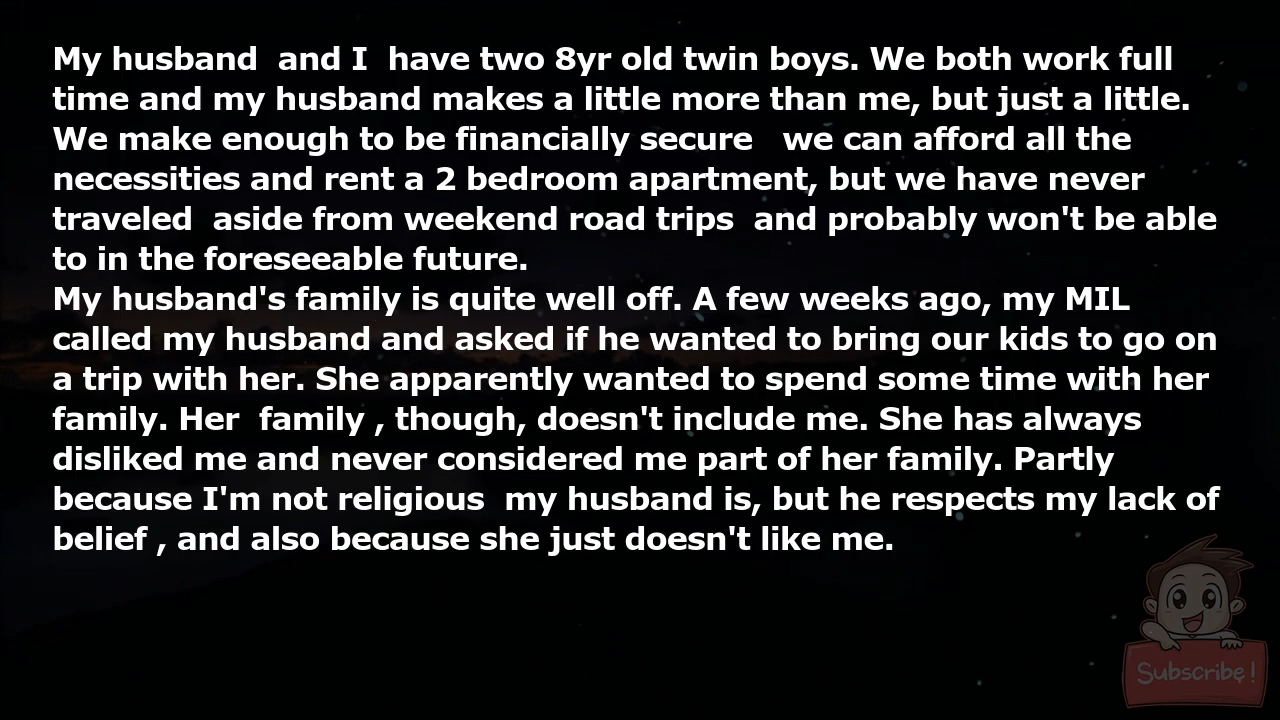 My husband  and I  have two 8yr old twin boys. We both work full
time and my husband makes a little more than me, but just a little.
We make enough to be financially secure   we can afford all the
necessities and rent a 2 bedroom apartment, but we have never
traveled  aside from weekend road trips  and probably won't be able
to in the foreseeable future.
My husband's family is quite well off. A few weeks ago, my MIL
called my husband and asked if he wanted to bring our kids to go on
a trip with her. She apparently wanted to spend some time with her
family. Her  family , though, doesn't include me. She has always
disliked me and never considered me part of her family. Partly
because I'm not religious  my husband is, but he respects my lack of
belief , and also because she just doesn't like me.
Subscribe!